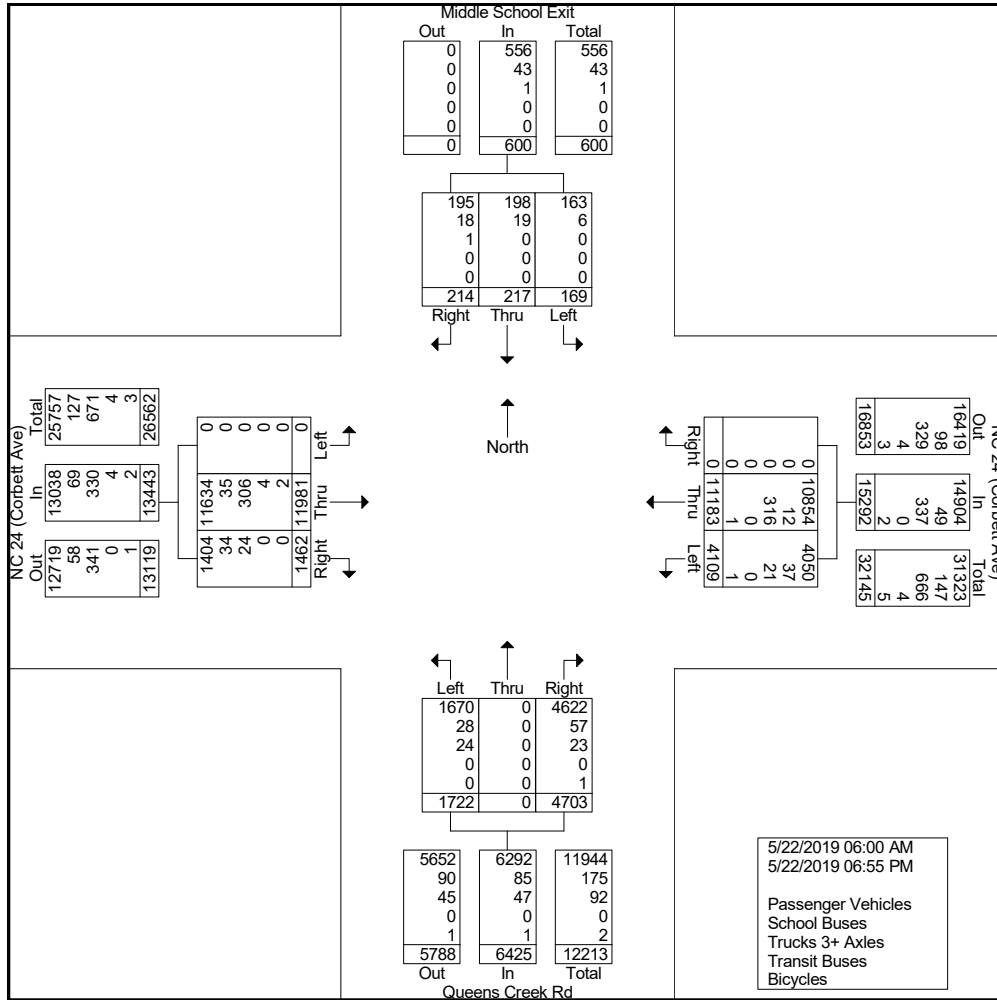 Middle School Exit
Out In Total
0 556 556
0 43 43
0 1 1
0 0 0
0 0 0
0 600 600
195 198 163
18 19 6
1 0 0
0 0 0
0 0 0
214 217 169
Right Thru Left
NC 24 (Corbett Ave)
Total
25757 127 671 4 3 26562
In
13038 69 330 4 2 13443
Out
12719 58 341 0 1 13119
Left
0 0 0 0 0 0
Thru
11634 35 306 4 2 11981
Right
1404 34 24 0 0 1462
North
Right
0 0 0 0 0 0
Thru
10854 12 316 0 1 11183
Left
4050 37 21 0 1 4109
NC 24 (Corbett Ave)
Out
16419 98 329 4 3 16853
In
14904 49 337 0 2 15292
Total
31323 147 666 4 5 32145
Left Thru Right
1670 0 4622
28 0 57
24 0 23
0 0 0
0 0 1
1722 0 4703
5652 6292 11944
90 85 175
45 47 92
0 0 0
1 1 2
5788 6425 12213
Out In Total
Queens Creek Rd
5/22/2019 06:00 AM
5/22/2019 06:55 PM
Passenger Vehicles
School Buses
Trucks 3+ Axles
Transit Buses
Bicycles